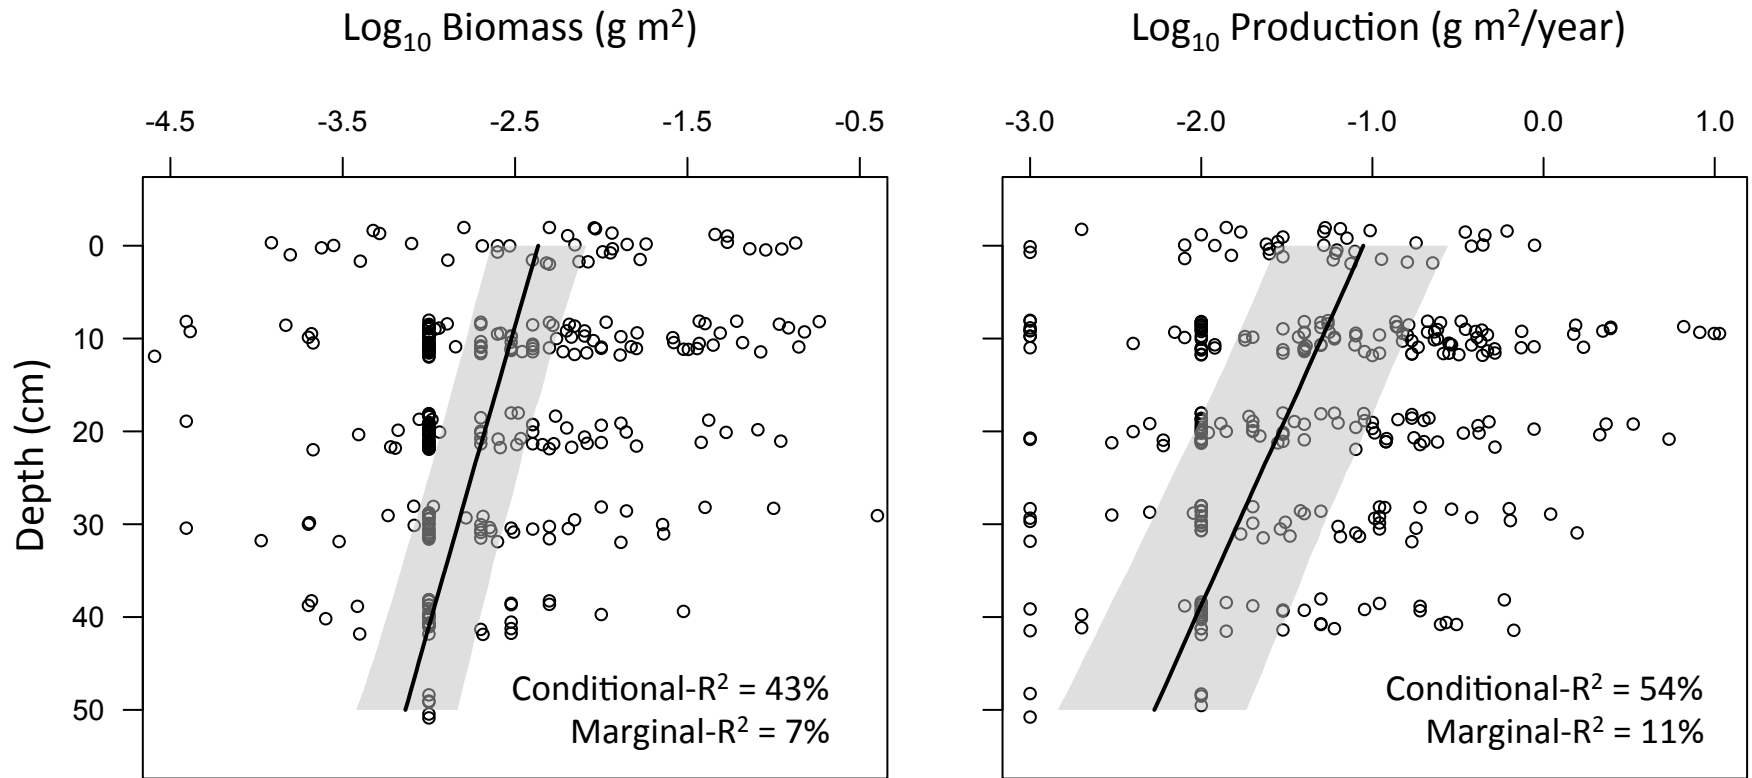 Log₁₀ Biomass (g m²)
Log₁₀ Production (g m²/year)
-4.5 -3.5 -2.5 -1.5 -0.5
-3.0 -2.0 -1.0 0.0 1.0
Depth (cm)
0
10
20
30
40
50
Conditional-R² = 43%
Marginal-R² = 7%
Conditional-R² = 54%
Marginal-R² = 11%